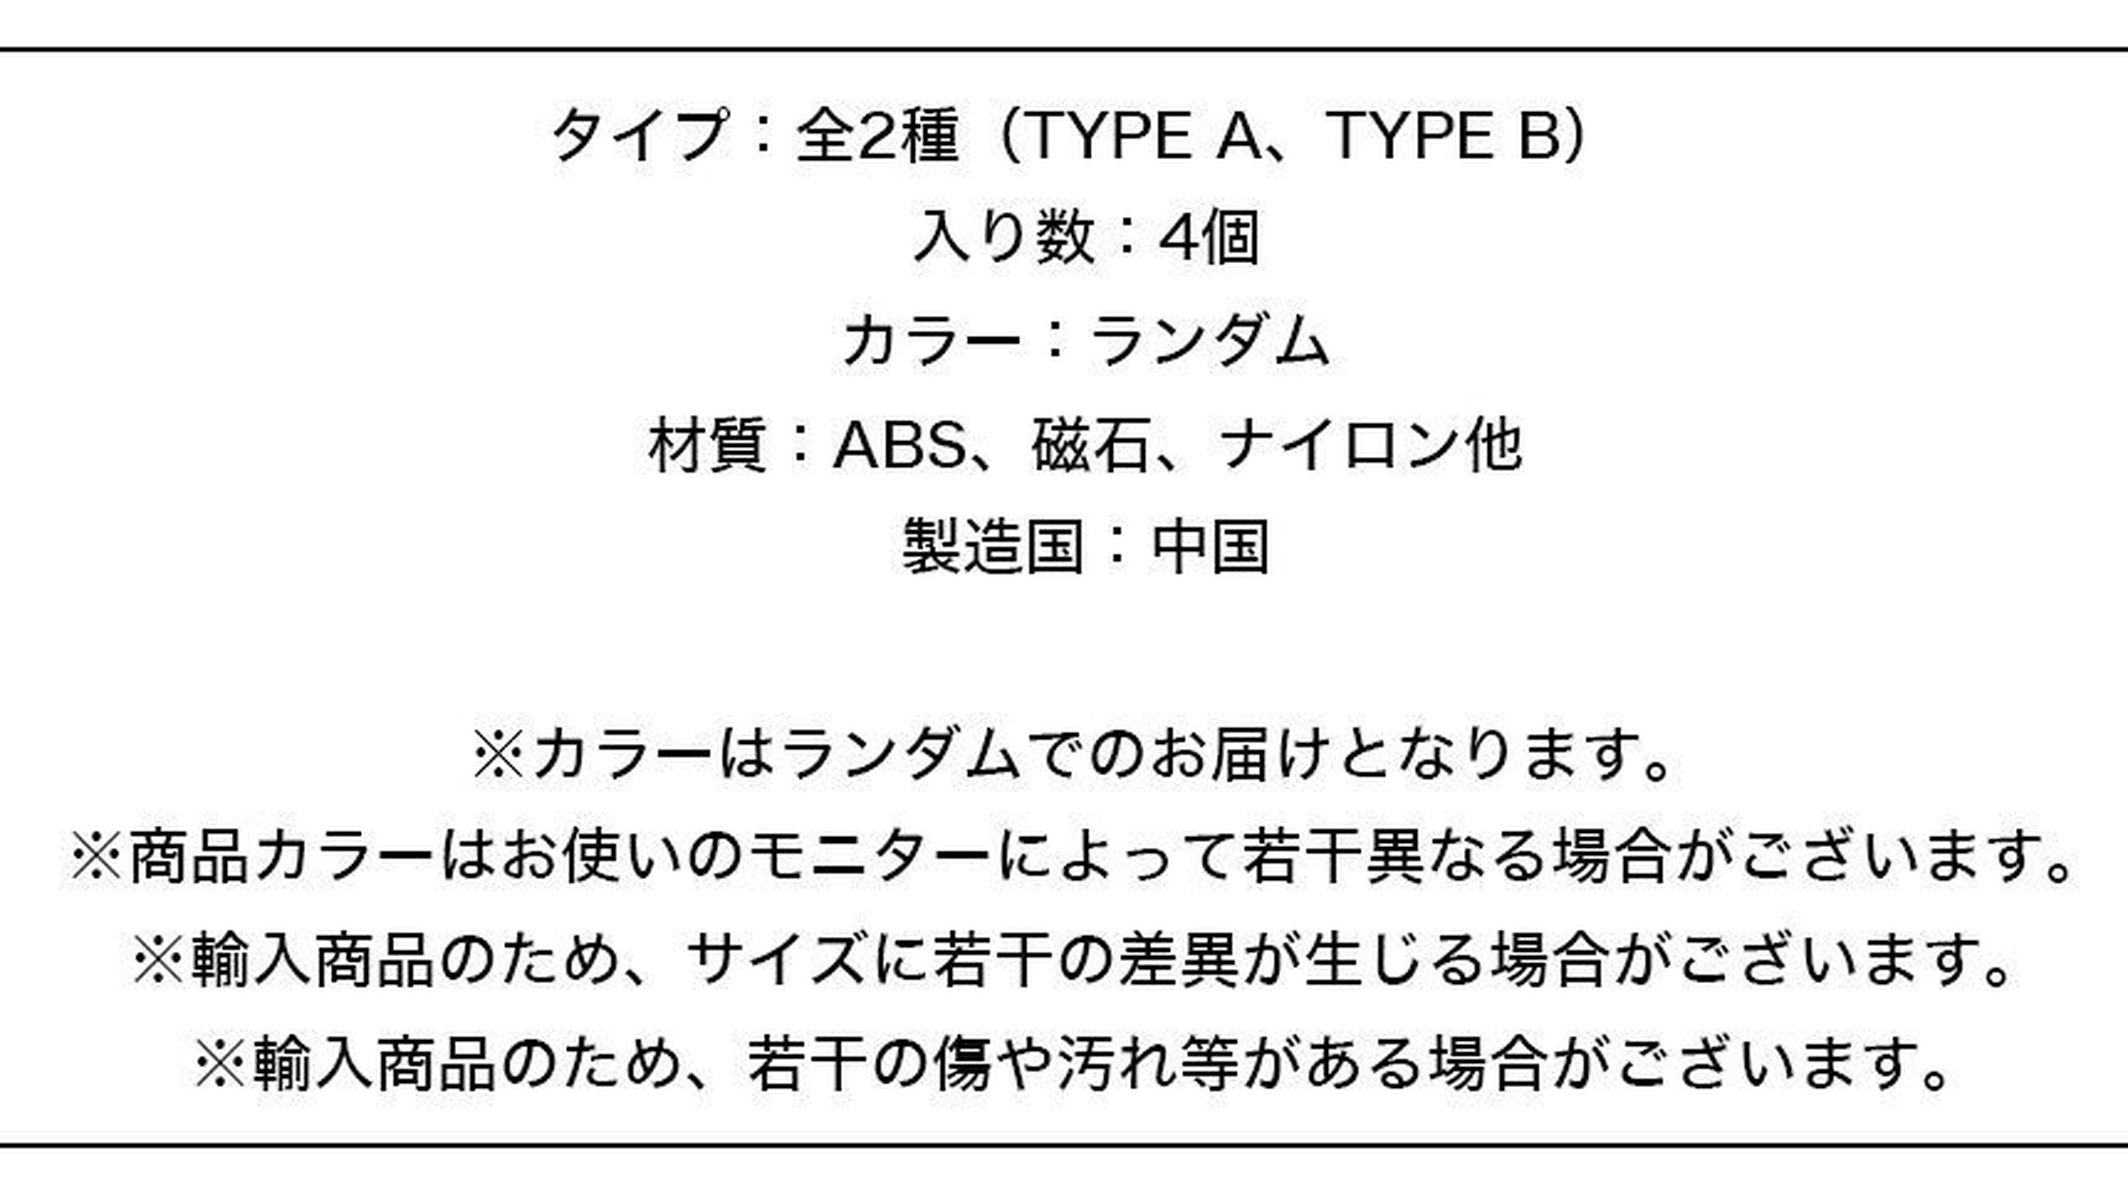 タイプ：全2種（TYPE A、TYPE B）
入り数：4個
カラー：ランダム
材質：ABS、磁石、ナイロン他
製造国：中国
※カラーはランダムでのお届けとなります。
※商品カラーはお使いのモニターによって若干異なる場合がございます。
※輸入商品のため、サイズに若干の差異が生じる場合がございます。
※輸入商品のため、若干の傷や汚れ等がある場合がございます。